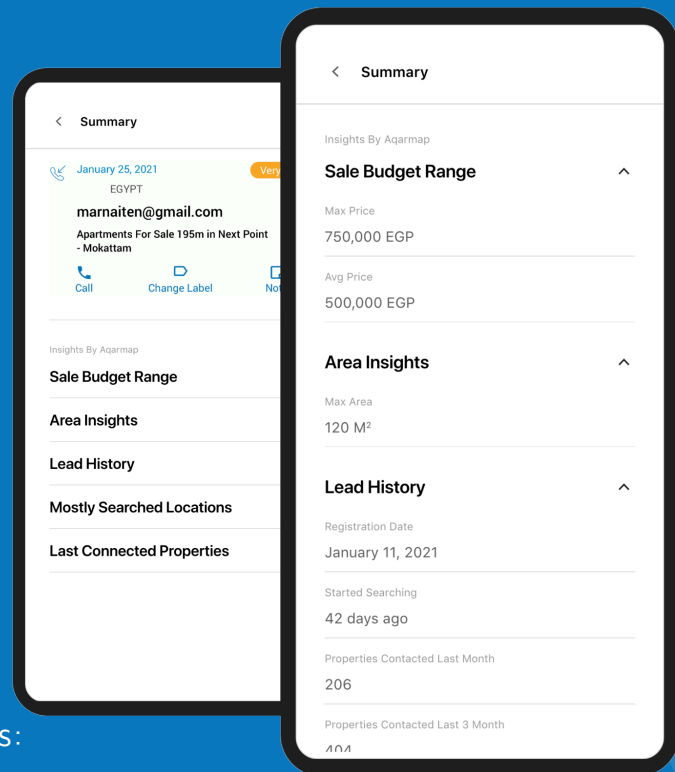 Summary
January 25, 2021
Very
EGYPT
marnaiten@gmail.com
Apartments For Sale 195m in Next Point
- Mokattam
Call
Change Label
Not
Insights By Aqarmap
Sale Budget Range
Area Insights
Lead History
Mostly Searched Locations
Last Connected Properties
s:
Summary
Insights By Aqarmap
Sale Budget Range
Max Price
750,000 EGP
Avg Price
500,000 EGP
Area Insights
Max Area
120 M²
Lead History
Registration Date
January 11, 2021
Started Searching
42 days ago
Properties Contacted Last Month
206
Properties Contacted Last 3 Month
404